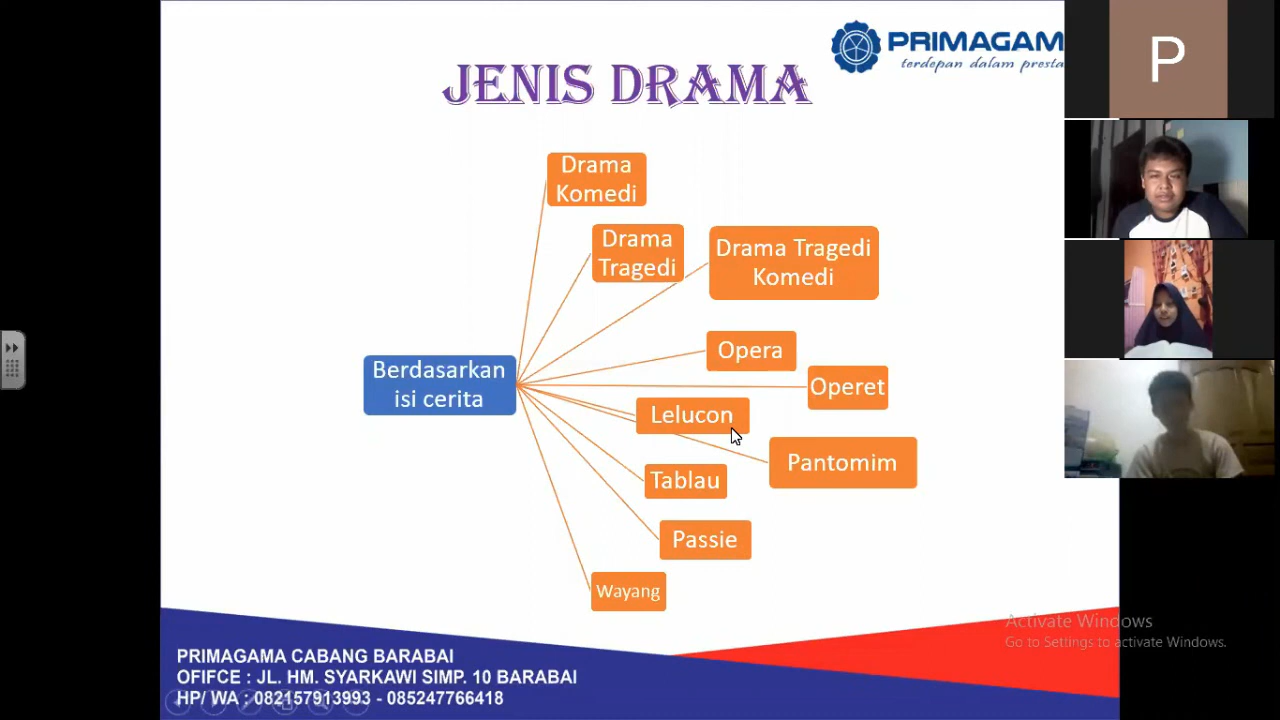 PRIMAGAM
terdepan dalam presta
JENIS DRAMA
P
Drama
Komedi
Drama
Tragedi
Drama Tragedi
Komedi
Berdasarkan
isi cerita
Opera
Operet
Lelucon
Pantomim
Tablau
Passie
Wayang
Activate Windows
Go to Settings to activate Windows.
PRIMAGAMA CABANG BARABAI
OFIFCE : JL. HM. SYARKAWI SIMP. 10 BARABAI
HP/ WA : 082157913993 - 085247766418